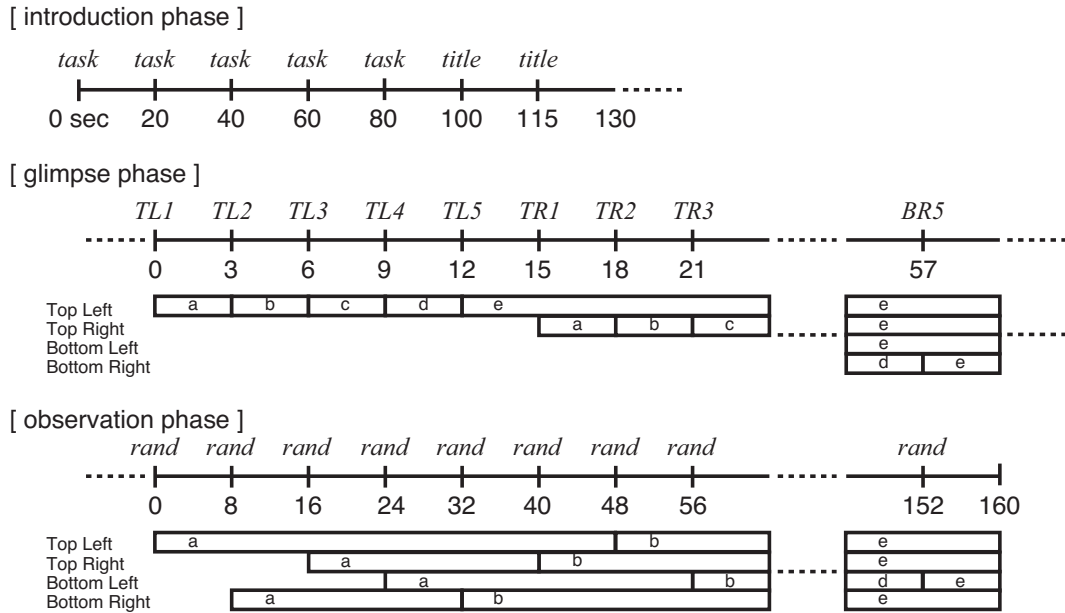 [ introduction phase ]
task task task task task title title
0 sec 20 40 60 80 100 115 130
[ glimpse phase ]
TL1 TL2 TL3 TL4 TL5 TR1 TR2 TR3 BR5
0 3 6 9 12 15 18 21 57
Top Left a b c d e e
Top Right a b c e
Bottom Left e
Bottom Right d e
[ observation phase ]
rand rand rand rand rand rand rand rand rand
0 8 16 24 32 40 48 56 152 160
Top Left a b e
Top Right a b e
Bottom Left a b d e
Bottom Right a b e